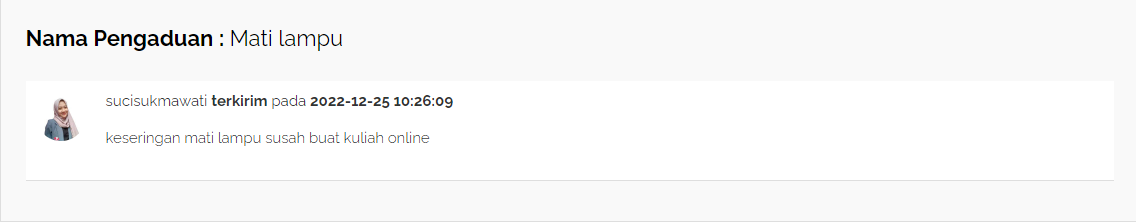 Nama Pengaduan : Mati lampu
sucisukmawati terkirim pada 2022-12-25 10:26:09
keseringan mati lampu susah buat kuliah online